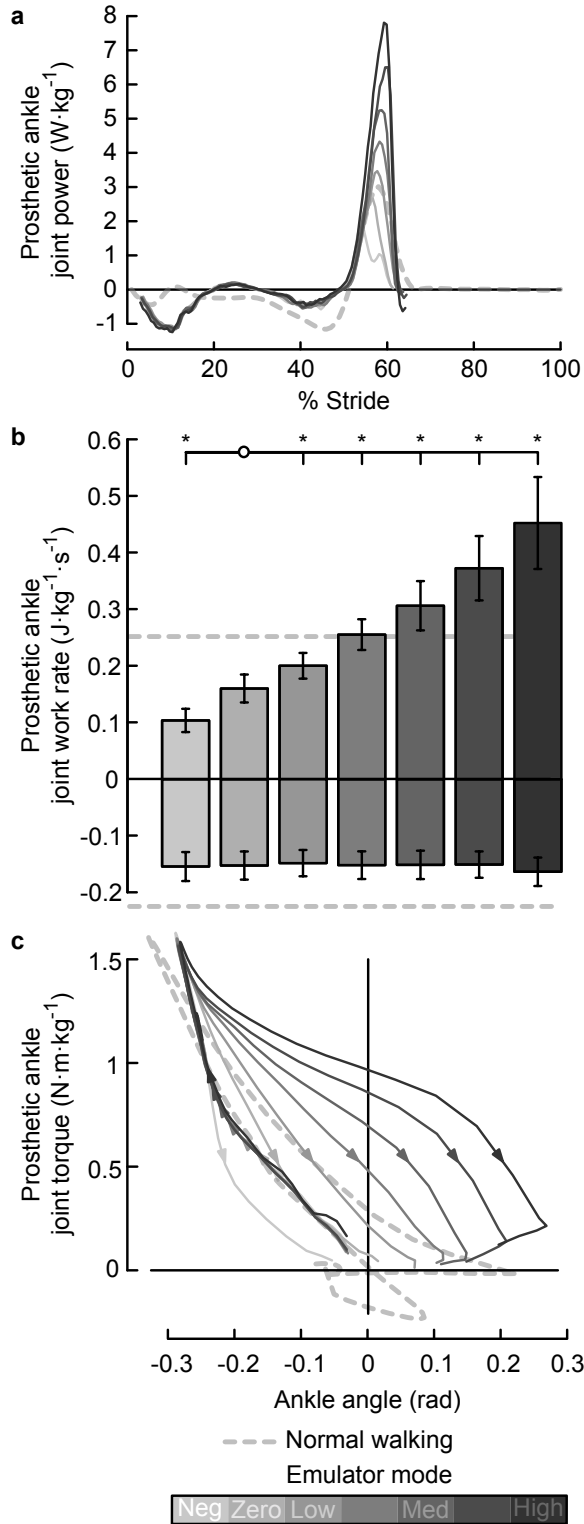 a
Prosthetic ankle
joint power (W·kg⁻¹)
8
7
6
5
4
3
2
1
0
-1
0 20 40 60 80 100
% Stride
b
Prosthetic ankle
joint work rate (J·kg⁻¹·s⁻¹)
* * * * * *
0.6
0.5
0.4
0.3
0.2
0.1
0
-0.1
-0.2
c
Prosthetic ankle
joint torque (N·m·kg⁻¹)
1.5
1
0.5
0
-0.3 -0.2 -0.1 0 0.1 0.2 0.3
Ankle angle (rad)
Normal walking
Emulator mode
Neg Zero Low Med High